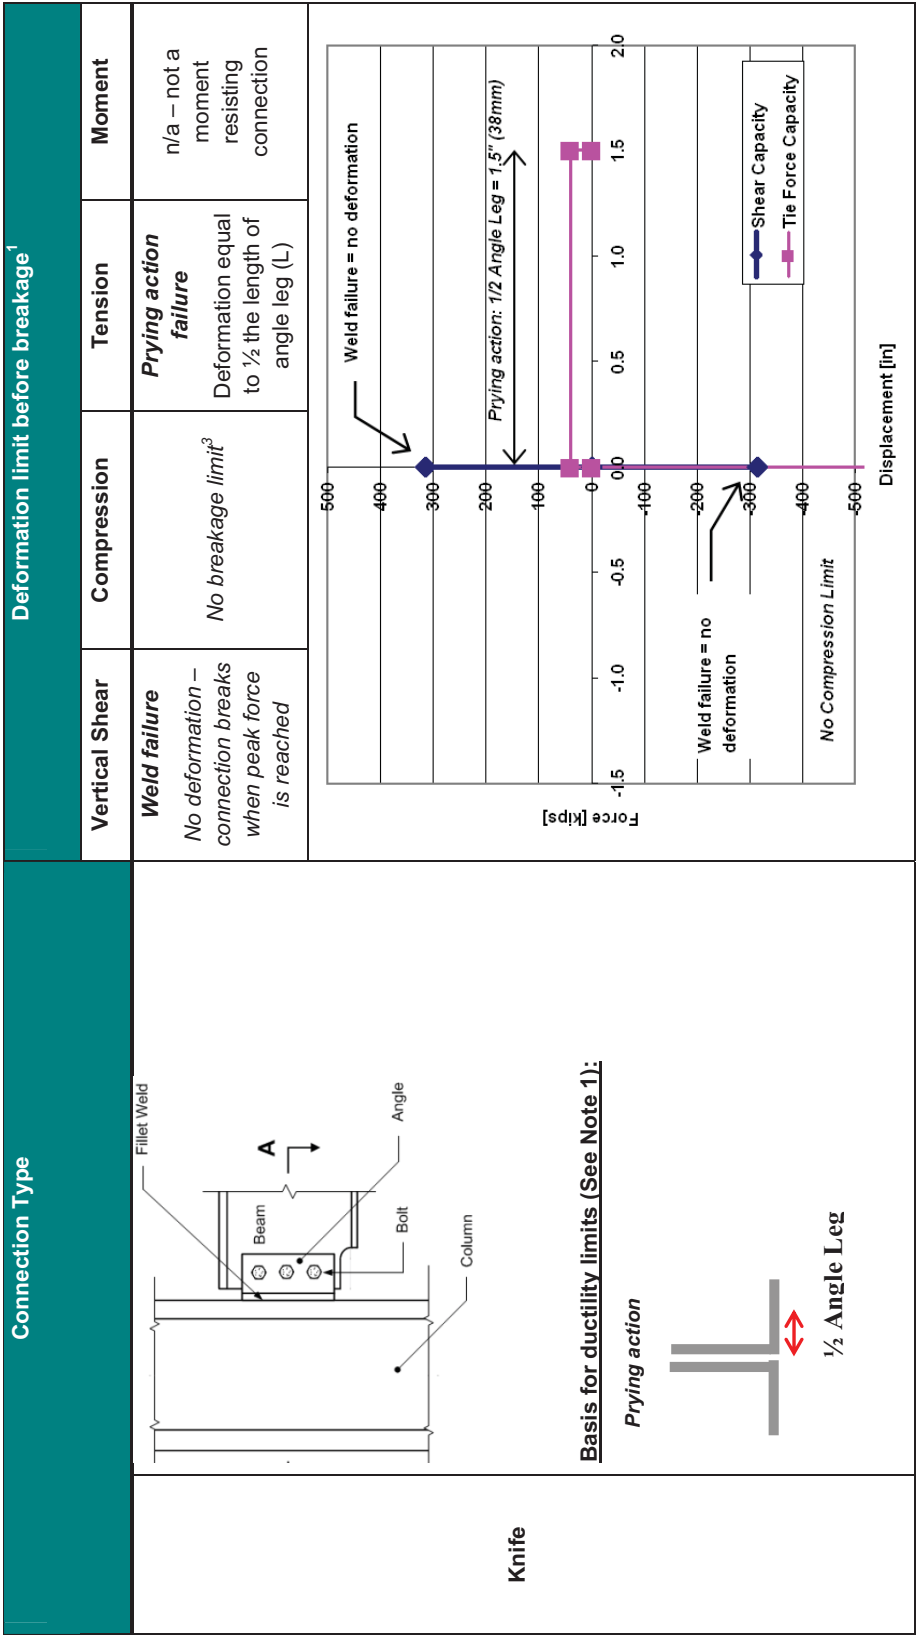 Connection Type
Deformation limit before breakage1
Vertical Shear
Compression
Tension
Moment
Knife
Fillet Weld
Beam
A
Angle
Bolt
Column
Basis for ductility limits (See Note 1):
Prying action
½ Angle Leg
Weld failure
No deformation –
connection breaks
when peak force
is reached
No breakage limit3
Prying action
failure
Deformation equal
to ½ the length of
angle leg (L)
n/a – not a
moment
resisting
connection
Force [kips]
500
400
300
200
100
0
-100
-200
-300
-400
-500
-1.5
-1.0
-0.5
0.0
0.5
1.0
1.5
2.0
Displacement [in]
Weld failure = no deformation
Prying action: 1/2 Angle Leg = 1.5" (38mm)
Weld failure = no
deformation
No Compression Limit
Shear Capacity
Tie Force Capacity